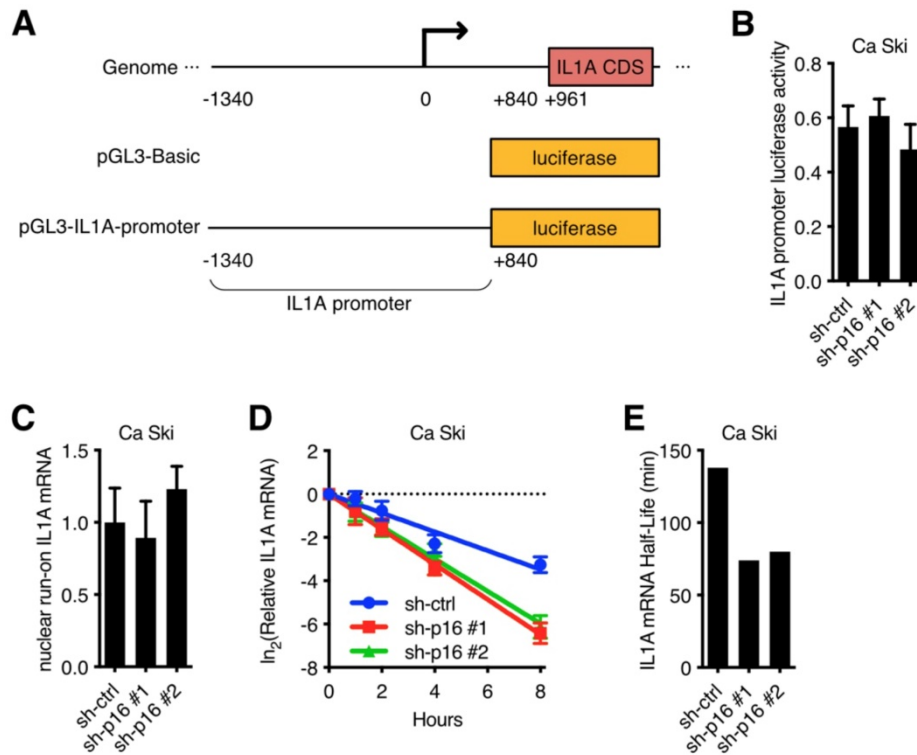 A
Genome ... IL1A CDS ...
-1340 0 +840 +961
pGL3-Basic luciferase
pGL3-IL1A-promoter luciferase
-1340 +840
IL1A promoter
B
Ca Ski
IL1A promoter luciferase activity
0.8
0.6
0.4
0.2
0.0
sh-ctrl
sh-p16 #1
sh-p16 #2
C
Ca Ski
nuclear run-on IL1A mRNA
1.5
1.0
0.5
0.0
sh-ctrl
sh-p16 #1
sh-p16 #2
D
Ca Ski
ln2(Relative IL1A mRNA)
2
0
-2
-4
-6
-8
sh-ctrl
sh-p16 #1
sh-p16 #2
0 2 4 6 8
Hours
E
Ca Ski
IL1A mRNA Half-Life (min)
150
100
50
0
sh-ctrl
sh-p16 #1
sh-p16 #2